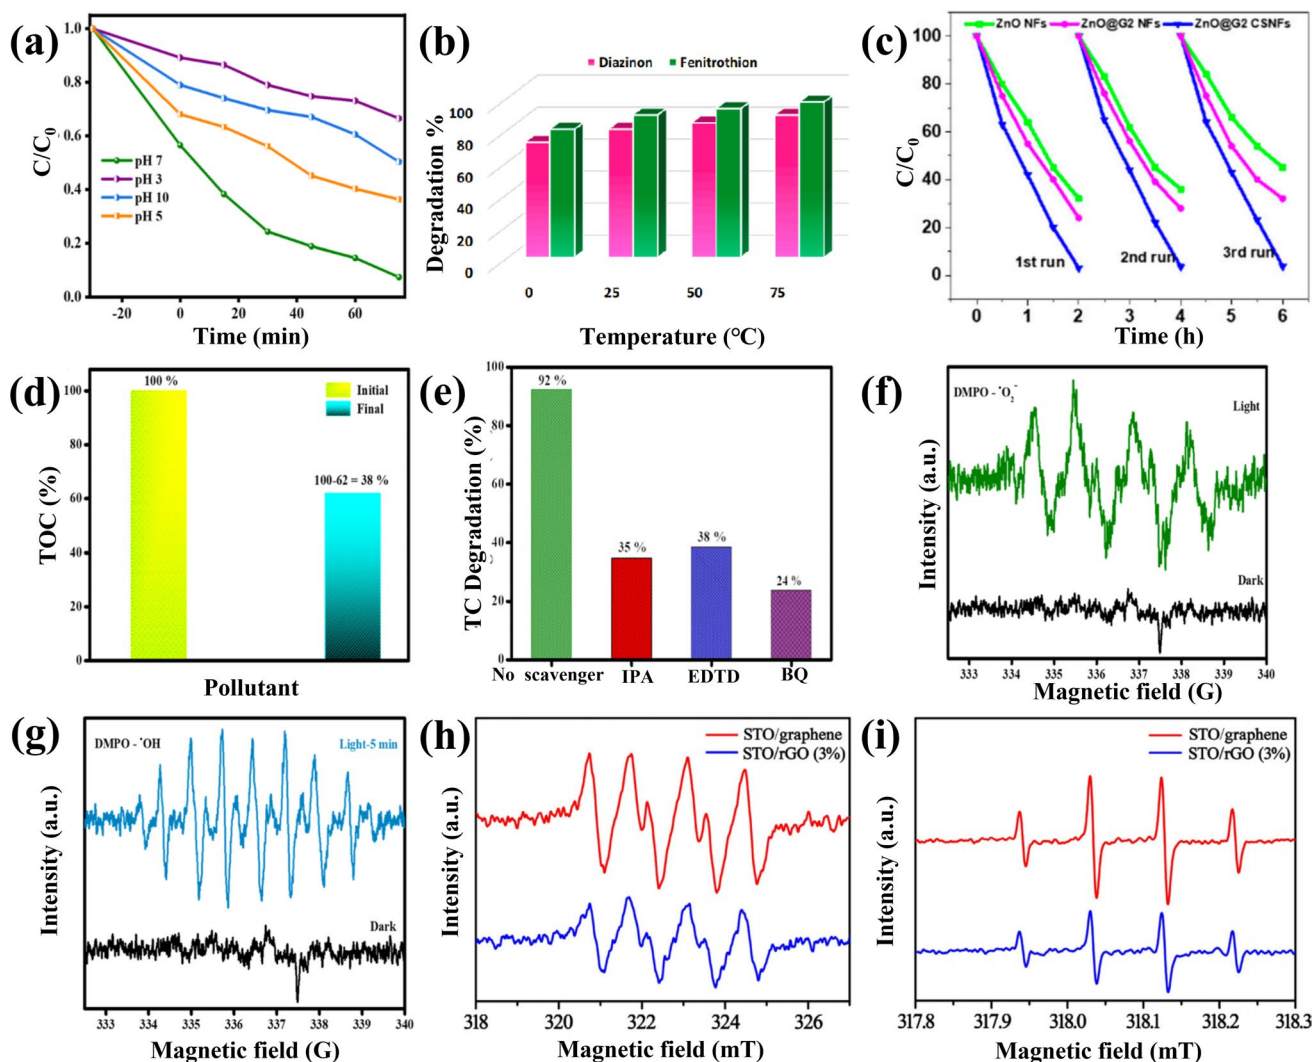 (a)
C/C0
1.0
0.8
0.6
0.4
0.2
0.0
pH 7
pH 3
pH 10
pH 5
-20 0 20 40 60
Time (min)
(b)
Diazinon Fenitrothion
Degradation %
100
80
60
40
20
0
0 25 50 75
Temperature (°C)
(c)
ZnO NFs ZnO@G2 NFs ZnO@G2 CSNFs
C/C0
100
80
60
40
20
0
1st run 2nd run 3rd run
0 1 2 3 4 5 6
Time (h)
(d)
TOC (%)
100
80
60
40
20
0
100 %
Initial
Final
100-62 = 38 %
Pollutant
(e)
TC Degradation (%)
100
80
60
40
20
0
92 %
35 %
38 %
24 %
No scavenger IPA EDTD BQ
(f)
DMPO - ·O2-
Light
Dark
Intensity (a.u.)
333 334 335 336 337 338 339 340
Magnetic field (G)
(g)
DMPO - ·OH
Light-5 min
Dark
Intensity (a.u.)
333 334 335 336 337 338 339 340
Magnetic field (G)
(h)
STO/graphene
STO/rGO (3%)
Intensity (a.u.)
318 320 322 324 326
Magnetic field (mT)
(i)
STO/graphene
STO/rGO (3%)
Intensity (a.u.)
317.8 317.9 318.0 318.1 318.2 318.3
Magnetic field (mT)